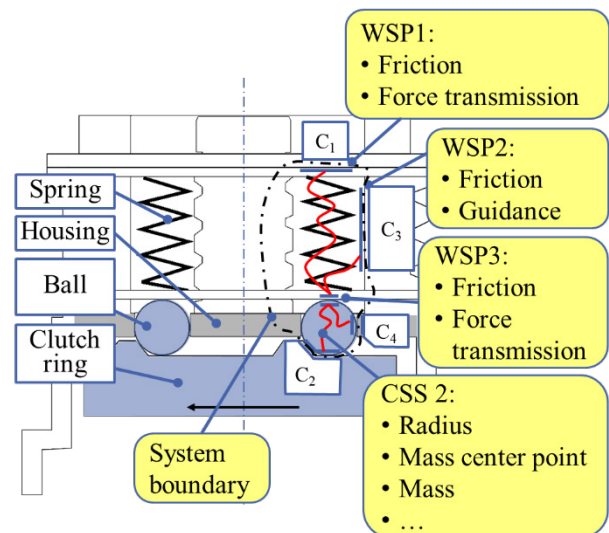 WSP1:
• Friction
• Force transmission
C1
WSP2:
• Friction
• Guidance
C3
Spring
Housing
Ball
Clutch
ring
WSP3:
• Friction
• Force
transmission
C4
C2
CSS 2:
• Radius
• Mass center point
• Mass
• …
System
boundary